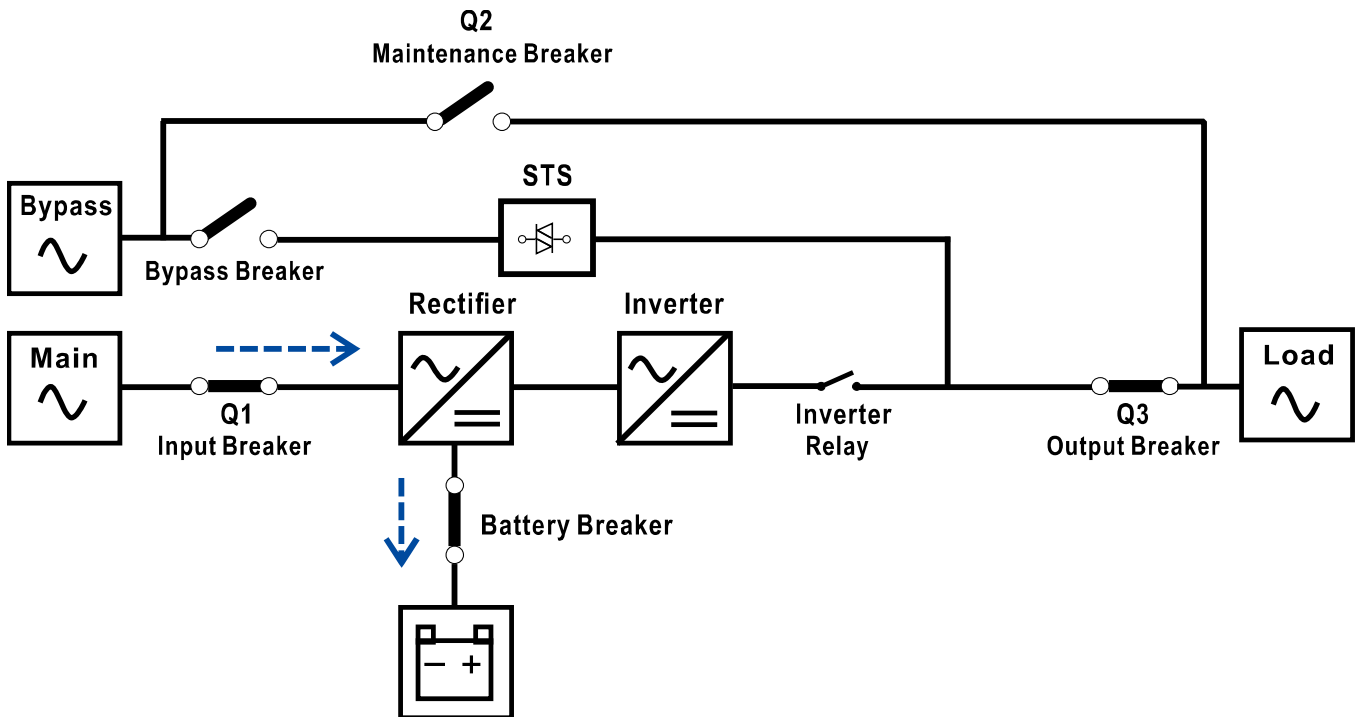 Q2
Maintenance Breaker
STS
Bypass
Bypass Breaker
Rectifier
Inverter
Main
Load
Q1
Input Breaker
Inverter
Relay
Q3
Output Breaker
Battery Breaker
− +